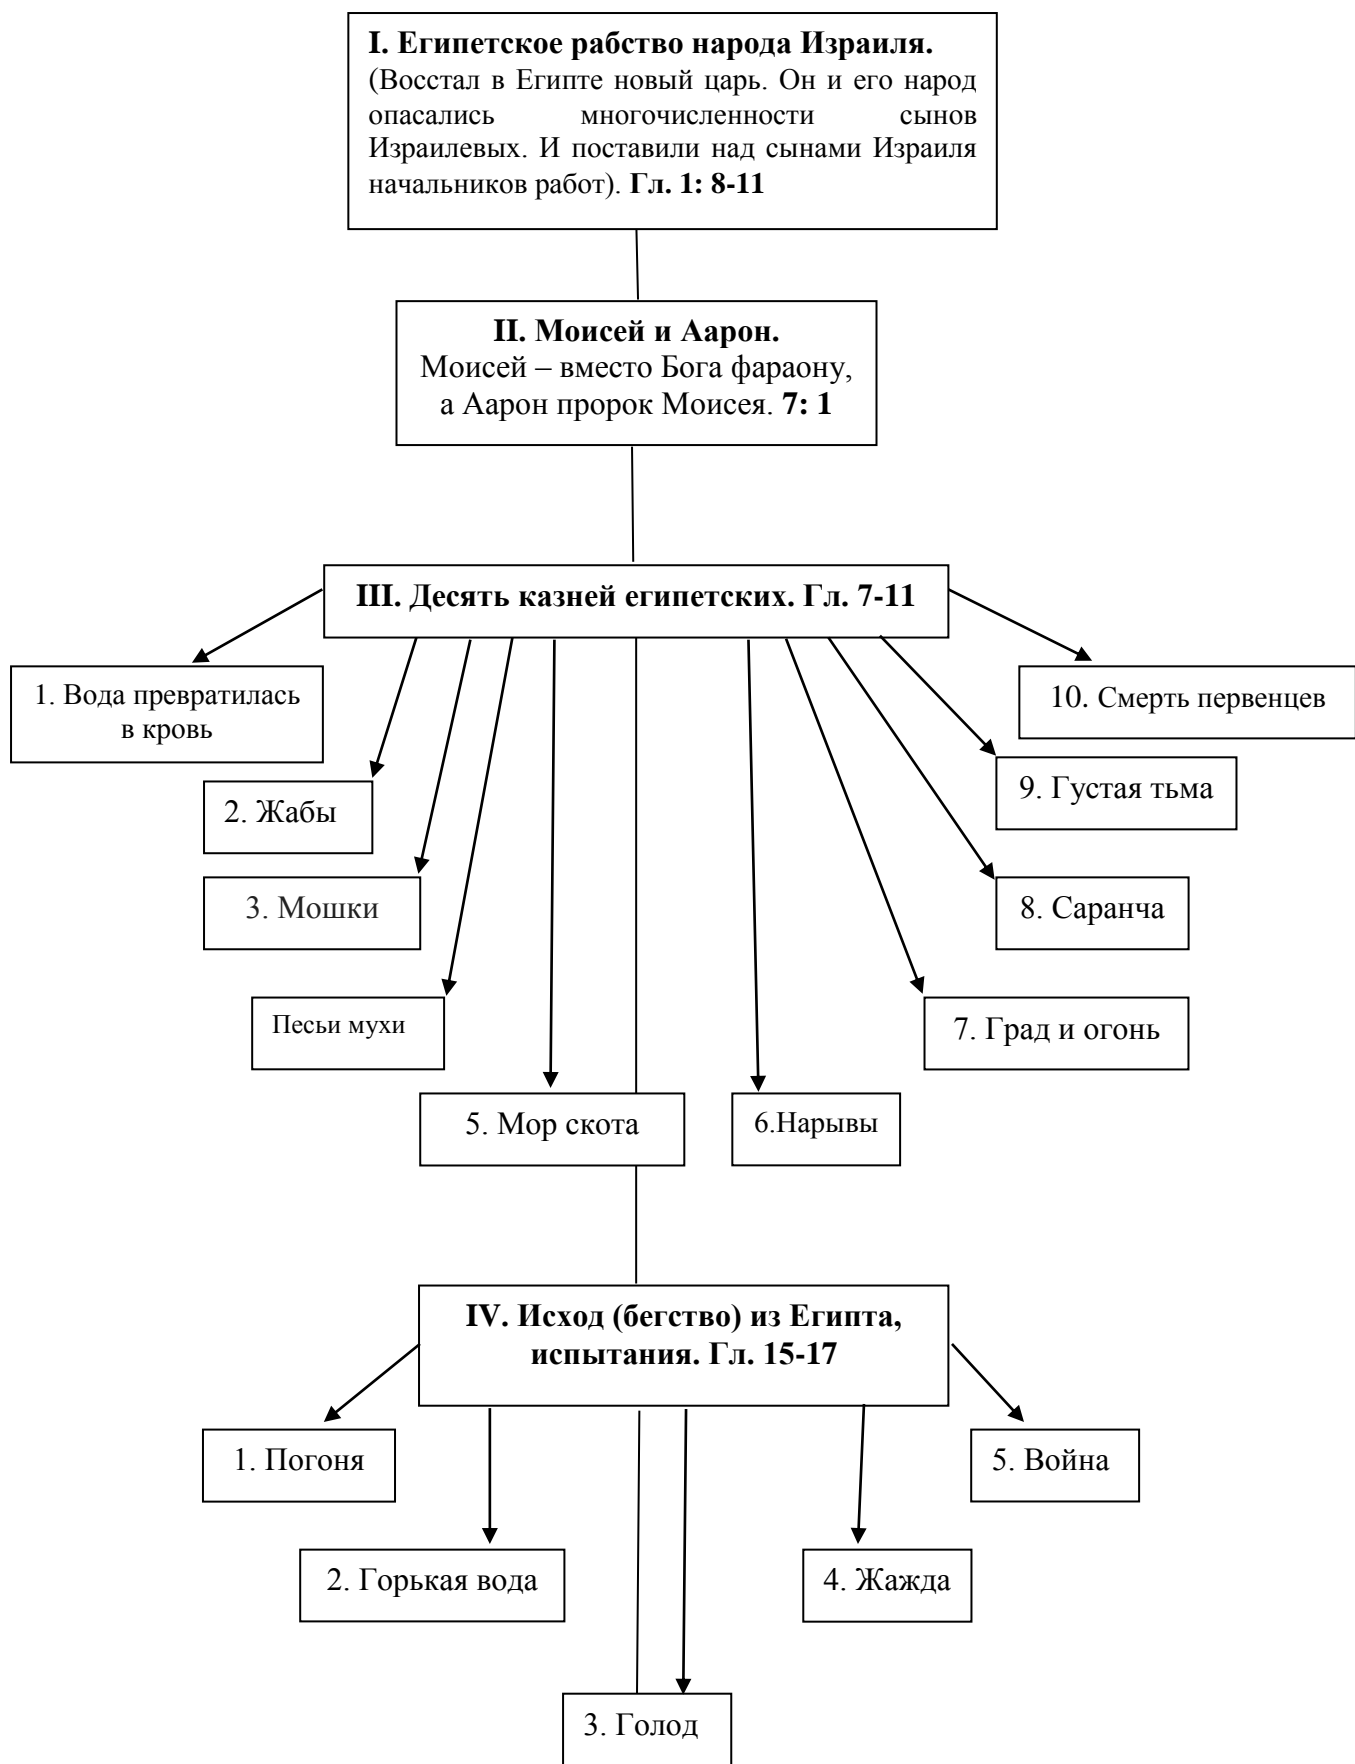 I. Египетское рабство народа Израиля.
(Восстал в Египте новый царь. Он и его народ
опасались многочисленности сынов
Израилевых. И поставили над сынами Израиля
начальников работ). Гл. 1: 8-11
II. Моисей и Аарон.
Моисей – вместо Бога фараону,
а Аарон пророк Моисея. 7: 1
III. Десять казней египетских. Гл. 7-11
1. Вода превратилась
в кровь
2. Жабы
3. Мошки
Песьи мухи
5. Мор скота
6.Нарывы
7. Град и огонь
8. Саранча
9. Густая тьма
10. Смерть первенцев
IV. Исход (бегство) из Египта,
испытания. Гл. 15-17
1. Погоня
2. Горькая вода
3. Голод
4. Жажда
5. Война